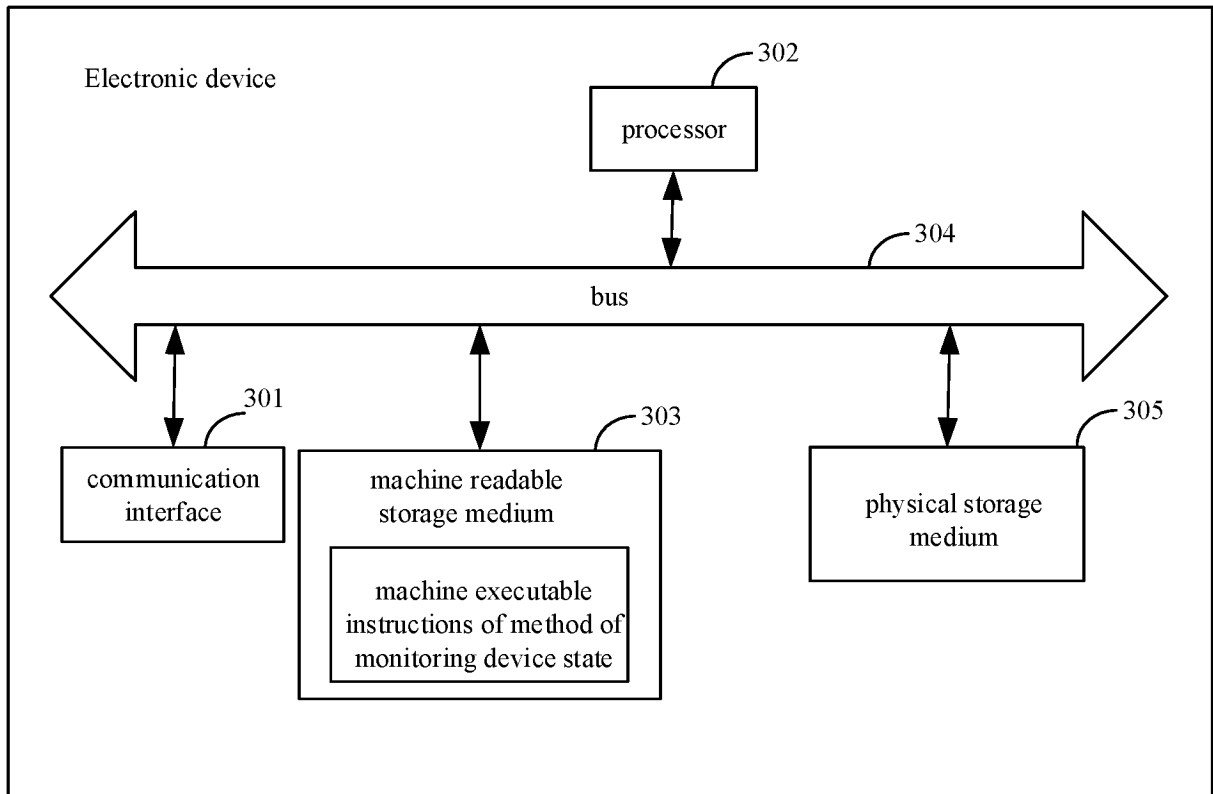 Electronic device
302
processor
304
bus
301
communication
interface
303
machine readable
storage medium
machine executable
instructions of method of
monitoring device state
305
physical storage
medium